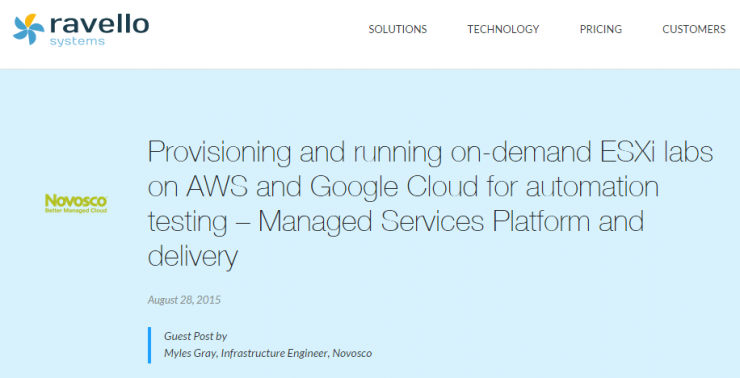 ravello
systems
SOLUTIONS TECHNOLOGY PRICING CUSTOMERS
Provisioning and running on-demand ESXi labs
on AWS and Google Cloud for automation
testing – Managed Services Platform and
delivery
Novosco
Better Managed Cloud
August 28, 2015
Guest Post by
Myles Gray, Infrastructure Engineer, Novosco